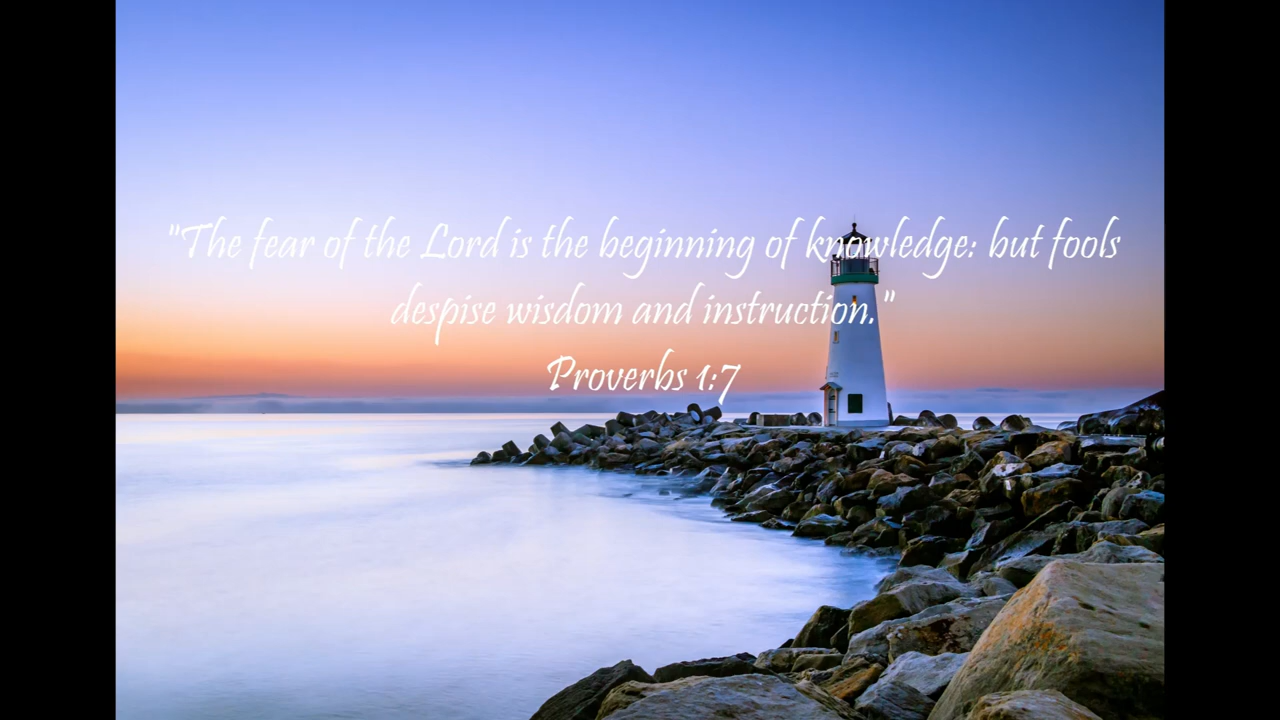 "The fear of the Lord is the beginning of knowledge: but fools
despise wisdom and instruction."
Proverbs 1:7